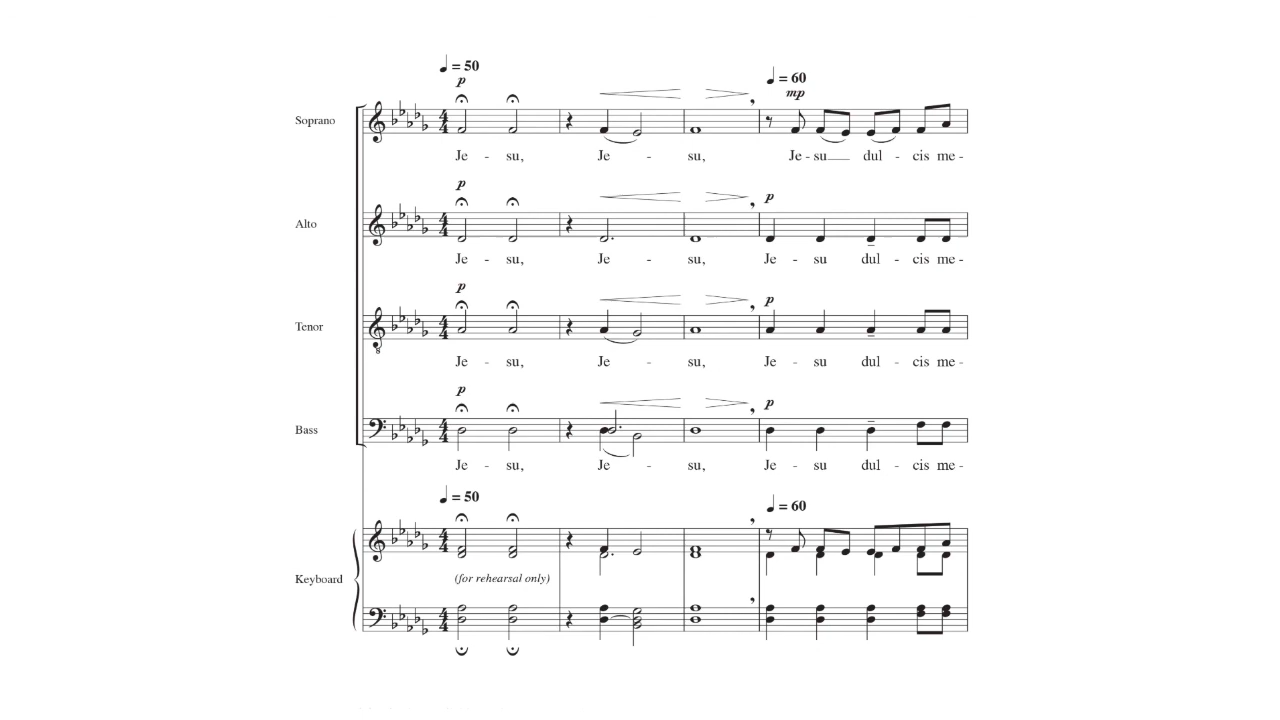 ♩ = 50
p
♩ = 60
mp
Soprano
Je - su, Je - su, Je - su dul - cis me -
p
p
Alto
Je - su, Je - su, Je - su dul - cis me -
p
p
Tenor
Je - su, Je - su, Je - su dul - cis me -
p
p
Bass
Je - su, Je - su, Je - su dul - cis me -
♩ = 50
♩ = 60
(for rehearsal only)
Keyboard